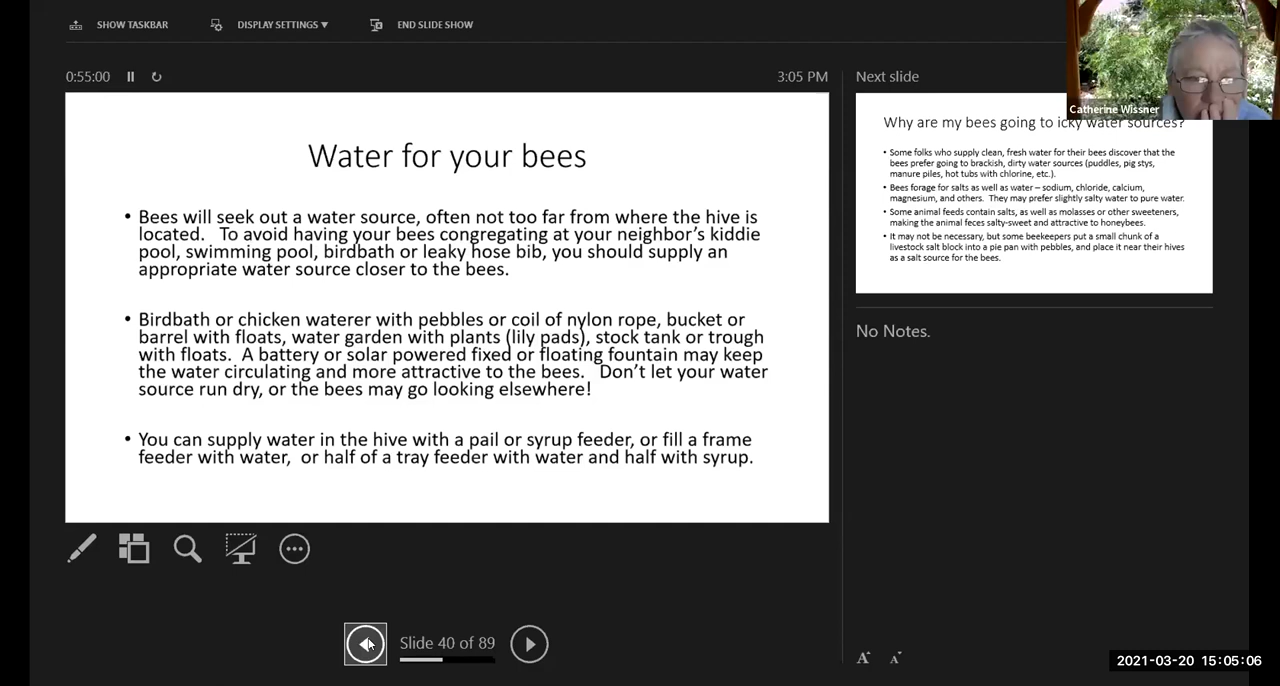 SHOW TASKBAR
DISPLAY SETTINGS ▼
END SLIDE SHOW
0:55:00
3:05 PM
Next slide
Catherine Wissner
Water for your bees
• Bees will seek out a water source, often not too far from where the hive is
located. To avoid having your bees congregating at your neighbor's kiddie
pool, swimming pool, birdbath or leaky hose bib, you should supply an
appropriate water source closer to the bees.
• Birdbath or chicken waterer with pebbles or coil of nylon rope, bucket or
barrel with floats, water garden with plants (lily pads), stock tank or trough
with floats. A battery or solar powered fixed or floating fountain may keep
the water circulating and more attractive to the bees. Don't let your water
source run dry, or the bees may go looking elsewhere!
• You can supply water in the hive with a pail or syrup feeder, or fill a frame
feeder with water, or half of a tray feeder with water and half with syrup.
Why are my bees going to icky water sources?
• Some folks who supply clean, fresh water for their bees discover that the
bees prefer going to brackish, dirty water sources (puddles, pig stys,
manure piles, hot tubs with chlorine, etc.).
• Bees forage for salts as well as water – sodium, chloride, calcium,
magnesium, and others. They may prefer slightly salty water to pure water.
• Some animal feeds contain salts, as well as molasses or other sweeteners,
making the animal feces salty-sweet and attractive to honeybees.
• It may not be necessary, but some beekeepers put a small chunk of a
livestock salt block into a pie pan with pebbles, and place it near their hives
as a salt source for the bees.
No Notes.
Slide 40 of 89
A A
2021-03-20 15:05:06